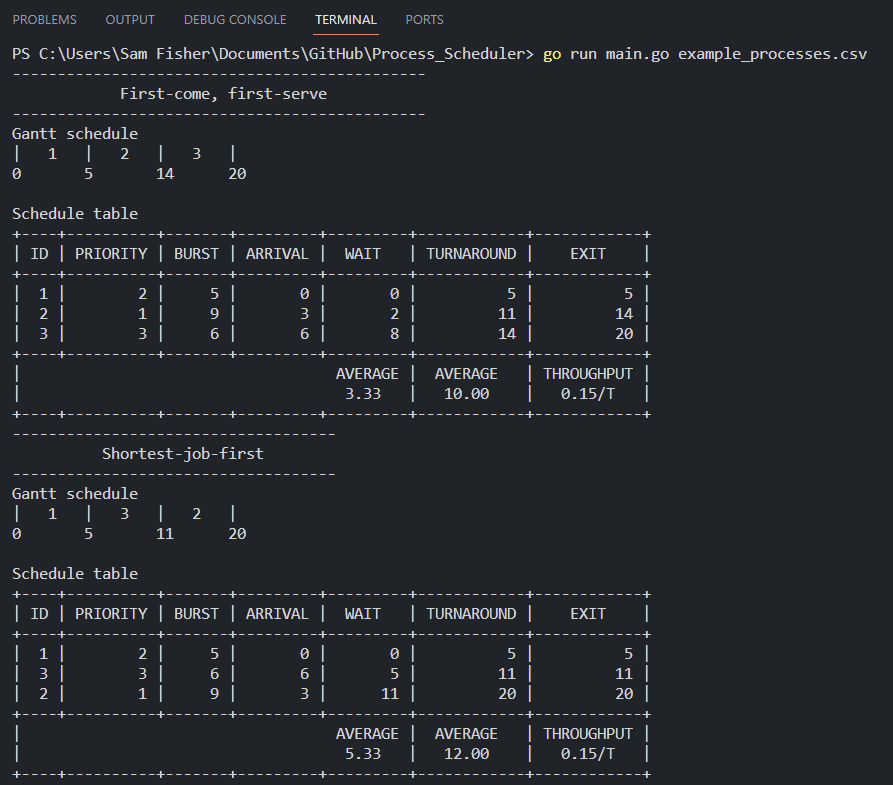 PROBLEMS OUTPUT DEBUG CONSOLE TERMINAL PORTS
PS C:\Users\Sam Fisher\Documents\GitHub\Process_Scheduler> go run main.go example_processes.csv
----------------------------------------------
            First-come, first-serve
----------------------------------------------
Gantt schedule
|   1   |   2   |   3   |
0       5       14      20

Schedule table
+----+----------+-------+---------+---------+------------+------------+
| ID | PRIORITY | BURST | ARRIVAL |  WAIT   | TURNAROUND |    EXIT    |
+----+----------+-------+---------+---------+------------+------------+
|  1 |        2 |     5 |       0 |       0 |          5 |          5 |
|  2 |        1 |     9 |       3 |       2 |         11 |         14 |
|  3 |        3 |     6 |       6 |       8 |         14 |         20 |
+----+----------+-------+---------+---------+------------+------------+
|                                   AVERAGE |  AVERAGE   | THROUGHPUT |
|                                    3.33   |   10.00    |   0.15/T   |
+----+----------+-------+---------+---------+------------+------------+
------------------------------------
          Shortest-job-first
------------------------------------
Gantt schedule
|   1   |   3   |   2   |
0       5       11      20

Schedule table
+----+----------+-------+---------+---------+------------+------------+
| ID | PRIORITY | BURST | ARRIVAL |  WAIT   | TURNAROUND |    EXIT    |
+----+----------+-------+---------+---------+------------+------------+
|  1 |        2 |     5 |       0 |       0 |          5 |          5 |
|  3 |        3 |     6 |       6 |       5 |         11 |         11 |
|  2 |        1 |     9 |       3 |      11 |         20 |         20 |
+----+----------+-------+---------+---------+------------+------------+
|                                   AVERAGE |  AVERAGE   | THROUGHPUT |
|                                    5.33   |   12.00    |   0.15/T   |
+----+----------+-------+---------+---------+------------+------------+